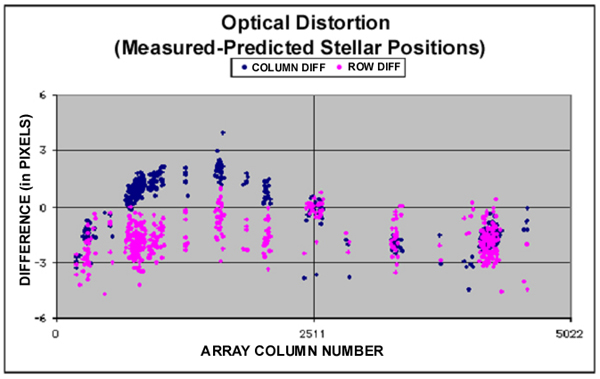 Optical Distortion
(Measured-Predicted Stellar Positions)
COLUMN DIFF ROW DIFF
6
3
0
-3
-6
DIFFERENCE (in PIXELS)
0 2511 5022
ARRAY COLUMN NUMBER